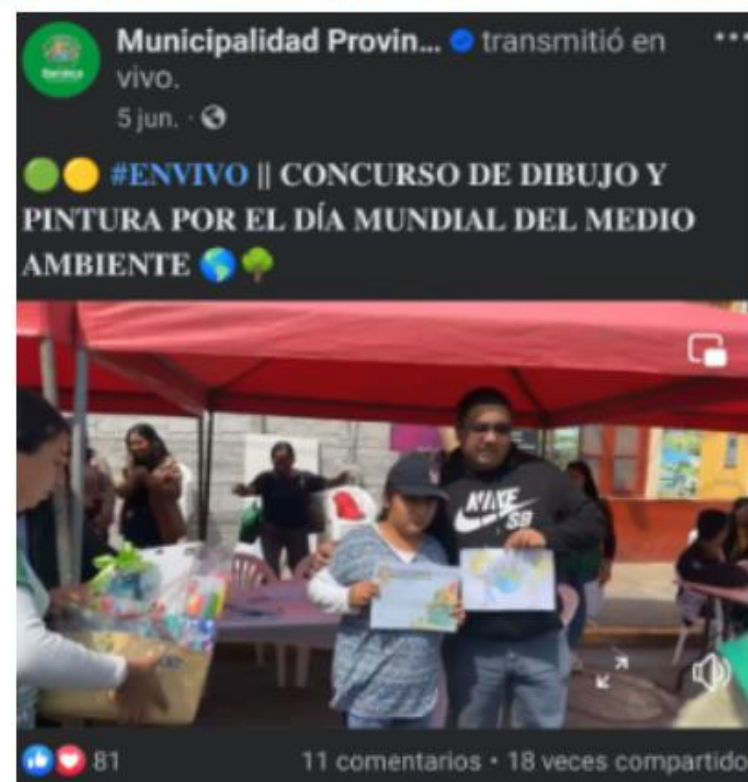 Municipalidad Provin... transmitió en
vivo.
5 jun. ·
#ENVIVO || CONCURSO DE DIBUJO Y
PINTURA POR EL DÍA MUNDIAL DEL MEDIO
AMBIENTE
NIKE
SB
81
11 comentarios • 18 veces compartido